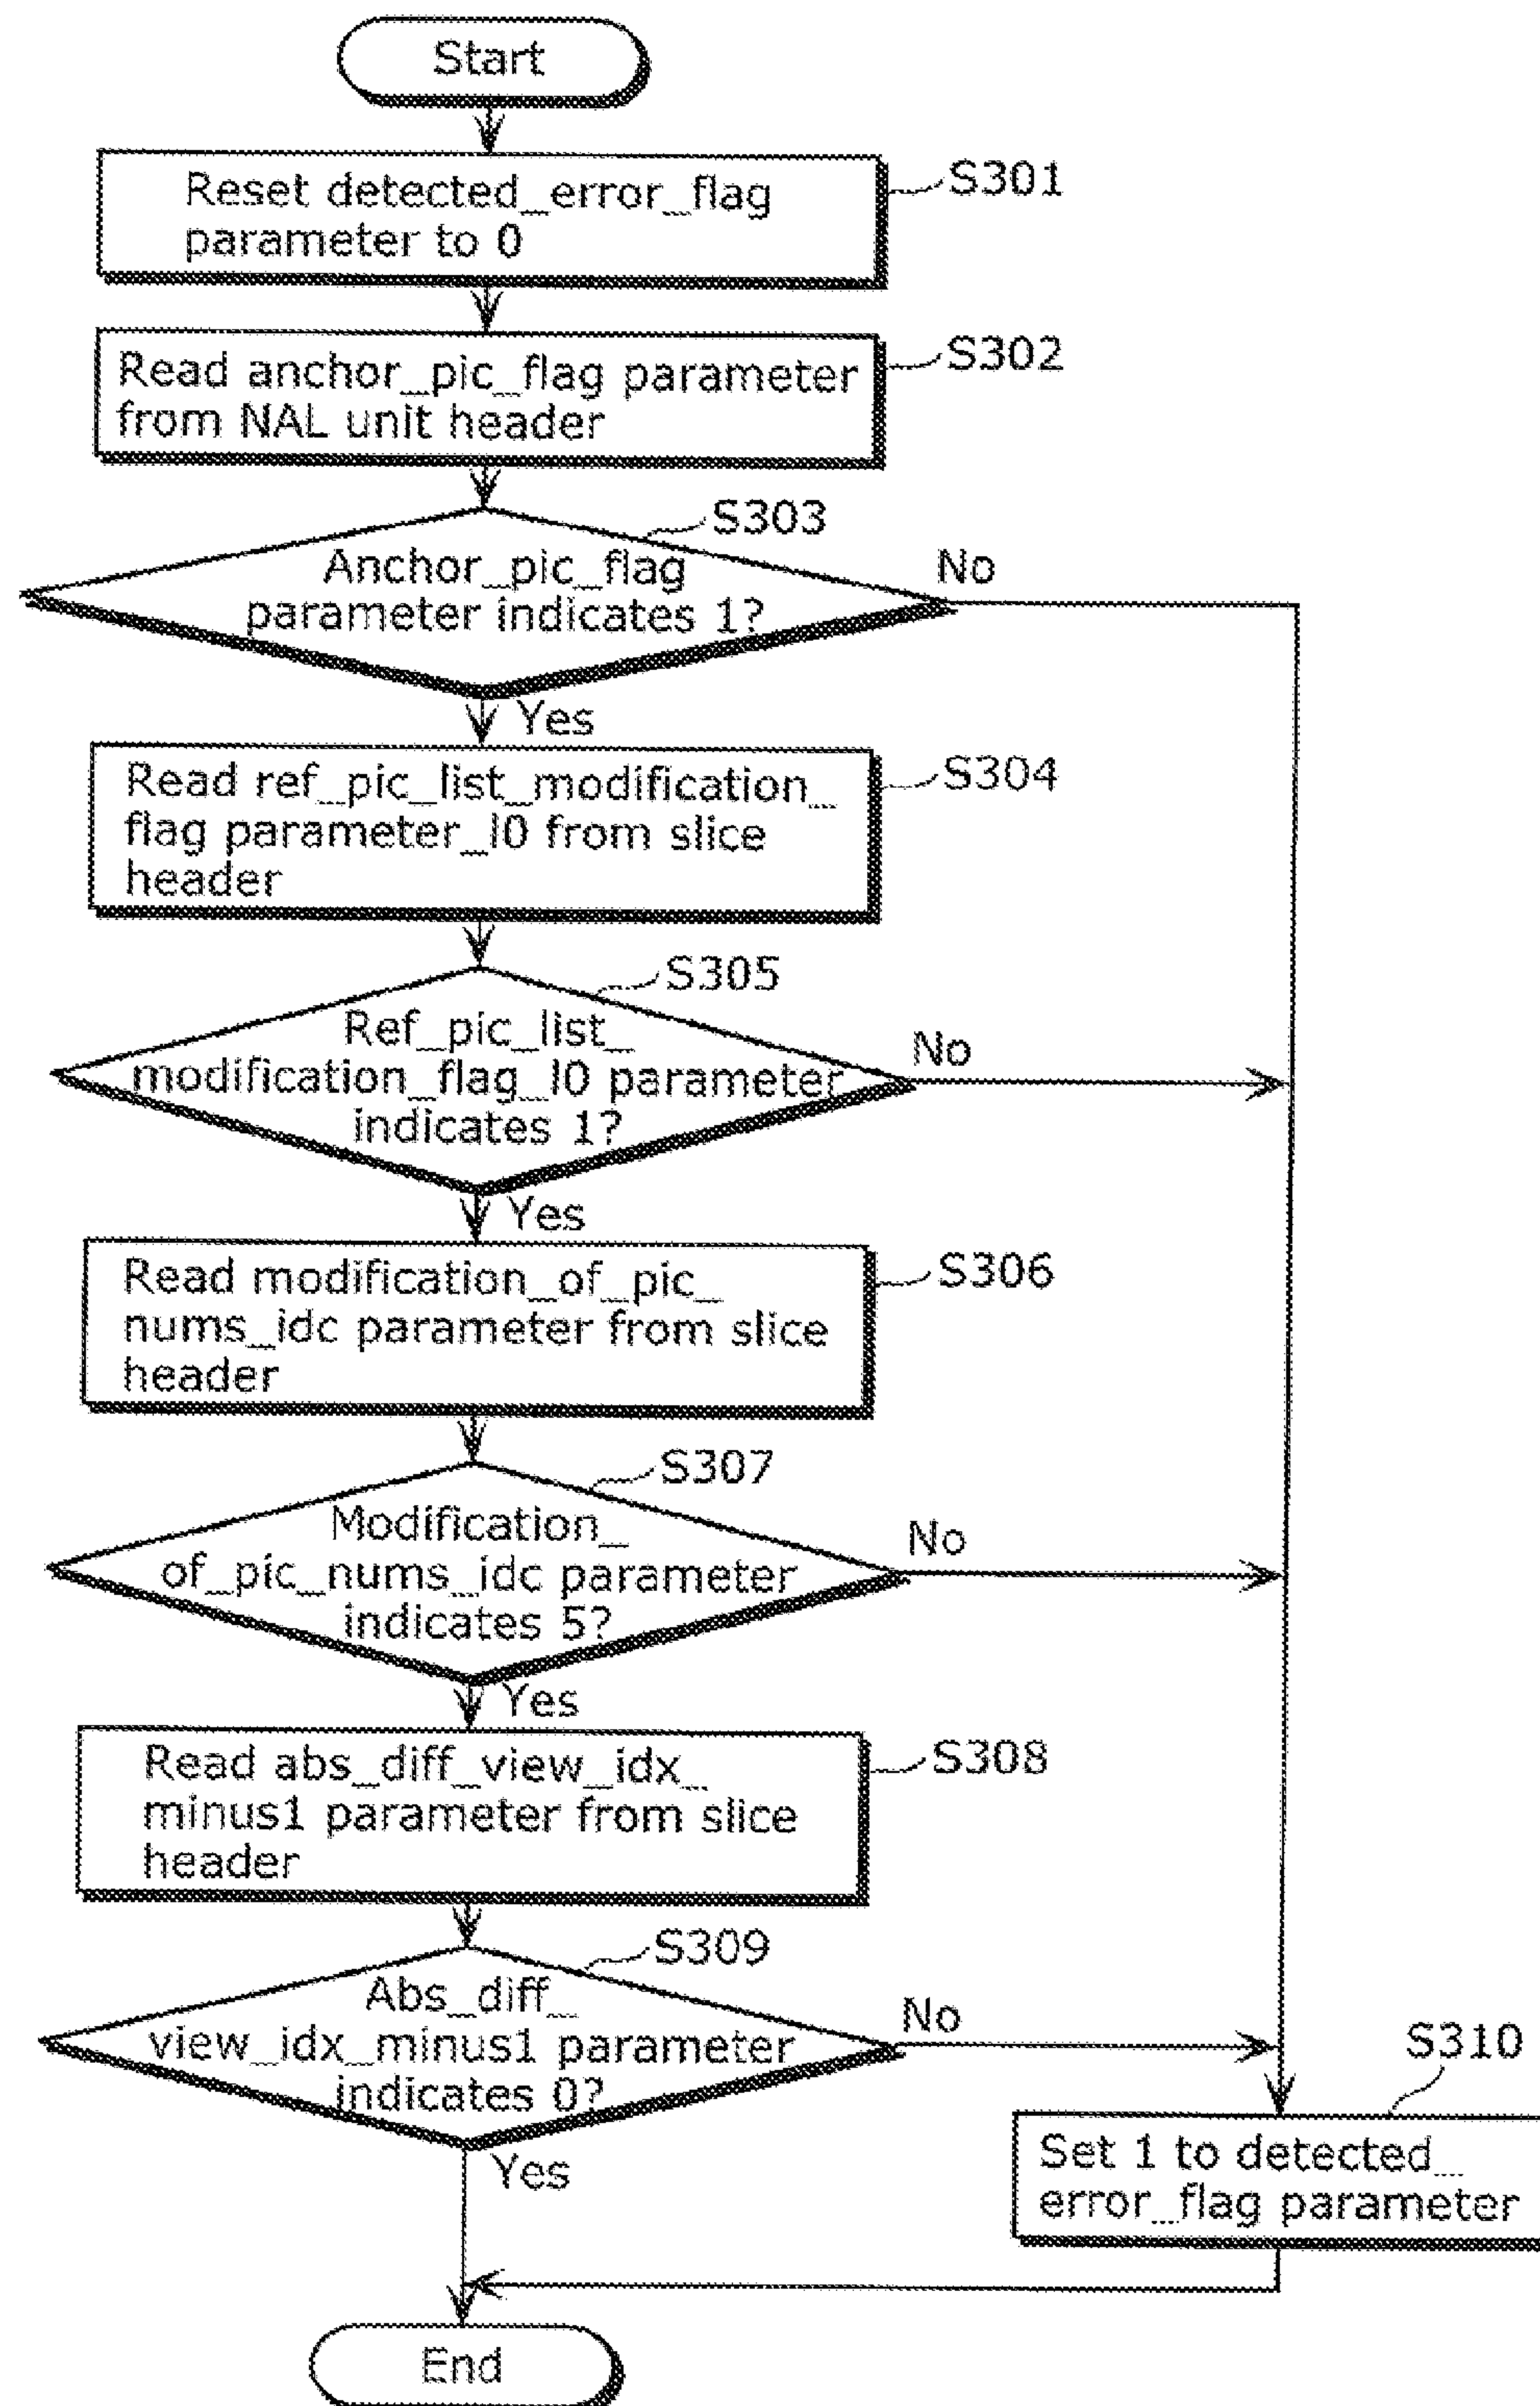 Start
Reset detected_error_flag
parameter to 0
S301
Read anchor_pic_flag parameter
from NAL unit header
S302
S303
Anchor_pic_flag
parameter indicates 1?
No
Yes
Read ref_pic_list_modification_
flag parameter_l0 from slice
header
S304
S305
Ref_pic_list_
modification_flag_l0 parameter
indicates 1?
No
Yes
Read modification_of_pic_
nums_idc parameter from slice
header
S306
S307
Modification_
of_pic_nums_idc parameter
indicates 5?
No
Yes
Read abs_diff_view_idx_
minus1 parameter from slice
header
S308
S309
Abs_diff_
view_idx_minus1 parameter
indicates 0?
No
Yes
S310
Set 1 to detected_
error_flag parameter
End